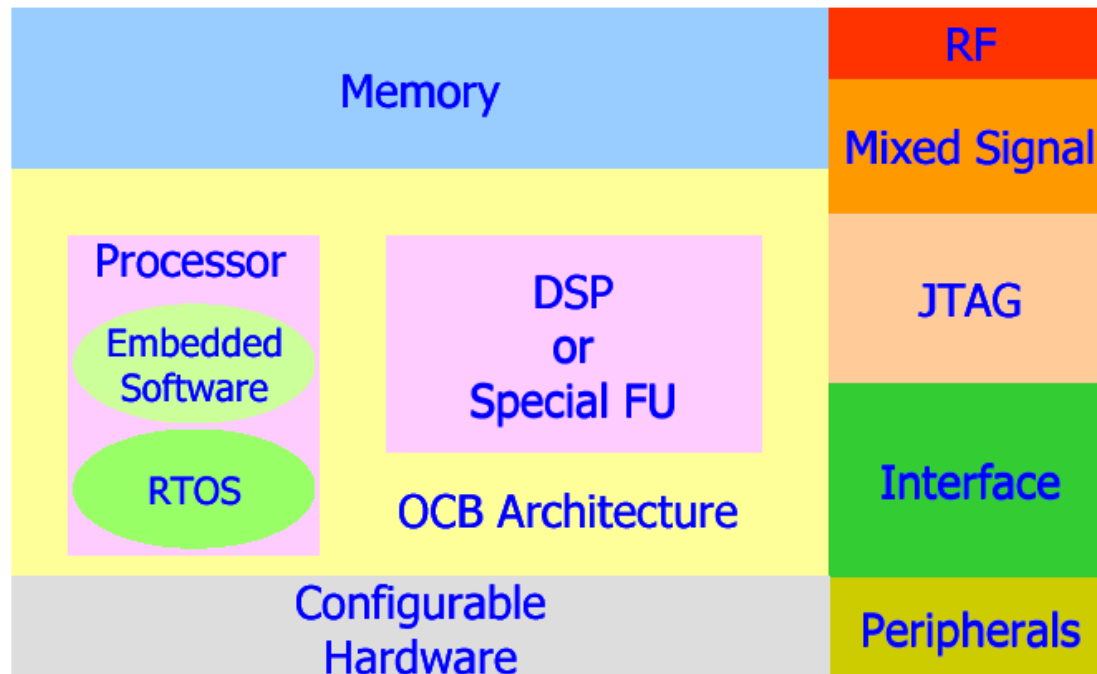 Memory
RF
Mixed Signal
Processor
Embedded
Software
RTOS
DSP
or
Special FU
OCB Architecture
JTAG
Interface
Configurable
Hardware
Peripherals